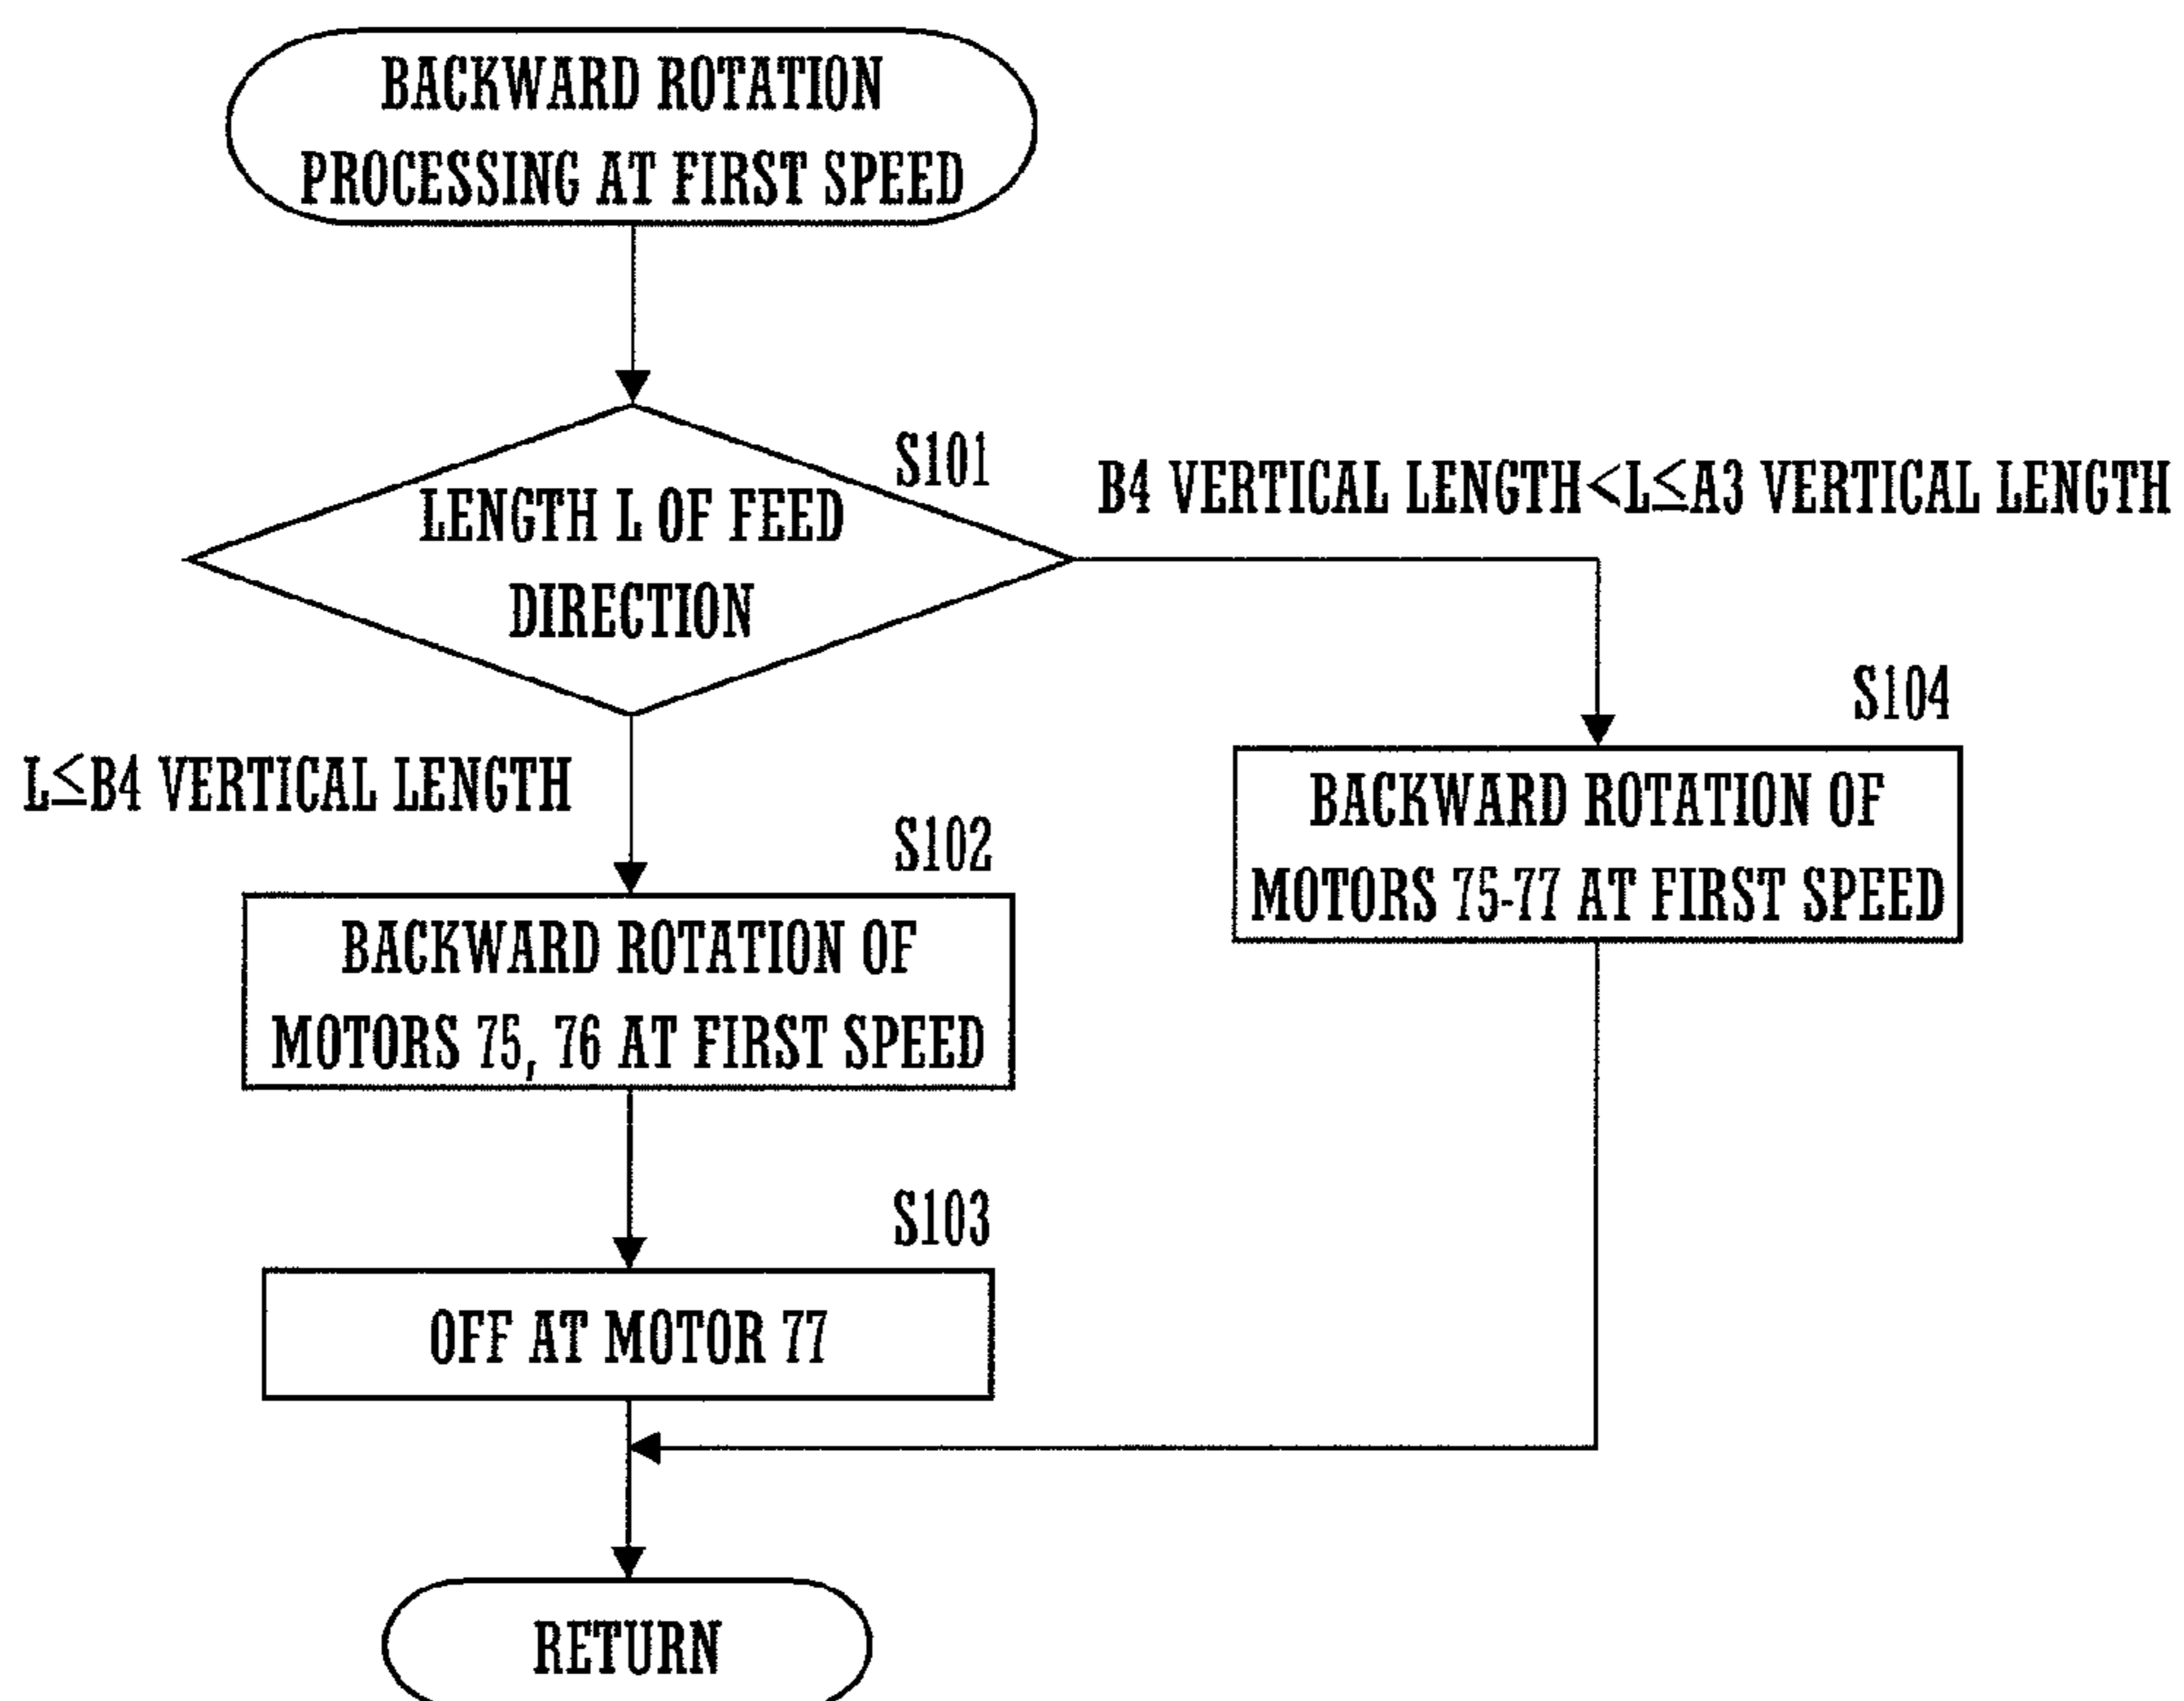 BACKWARD ROTATION
PROCESSING AT FIRST SPEED
S101
LENGTH L OF FEED
DIRECTION
B4 VERTICAL LENGTH<L≦A3 VERTICAL LENGTH
L≦B4 VERTICAL LENGTH
S102
BACKWARD ROTATION OF
MOTORS 75, 76 AT FIRST SPEED
S104
BACKWARD ROTATION OF
MOTORS 75-77 AT FIRST SPEED
S103
OFF AT MOTOR 77
RETURN